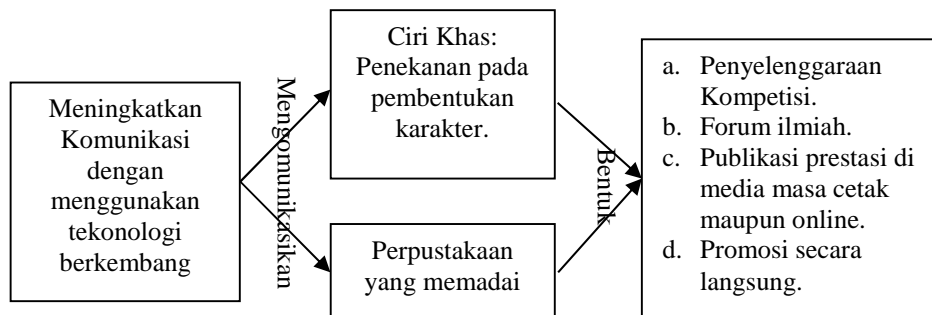 Meningkatkan
Komunikasi
dengan
menggunakan
tekonologi
berkembang
Mengomunikasikan
Ciri Khas:
Penekanan pada
pembentukan
karakter.
Perpustakaan
yang memadai
Bentuk
a. Penyelenggaraan
Kompetisi.
b. Forum ilmiah.
c. Publikasi prestasi di
media masa cetak
maupun online.
d. Promosi secara
langsung.